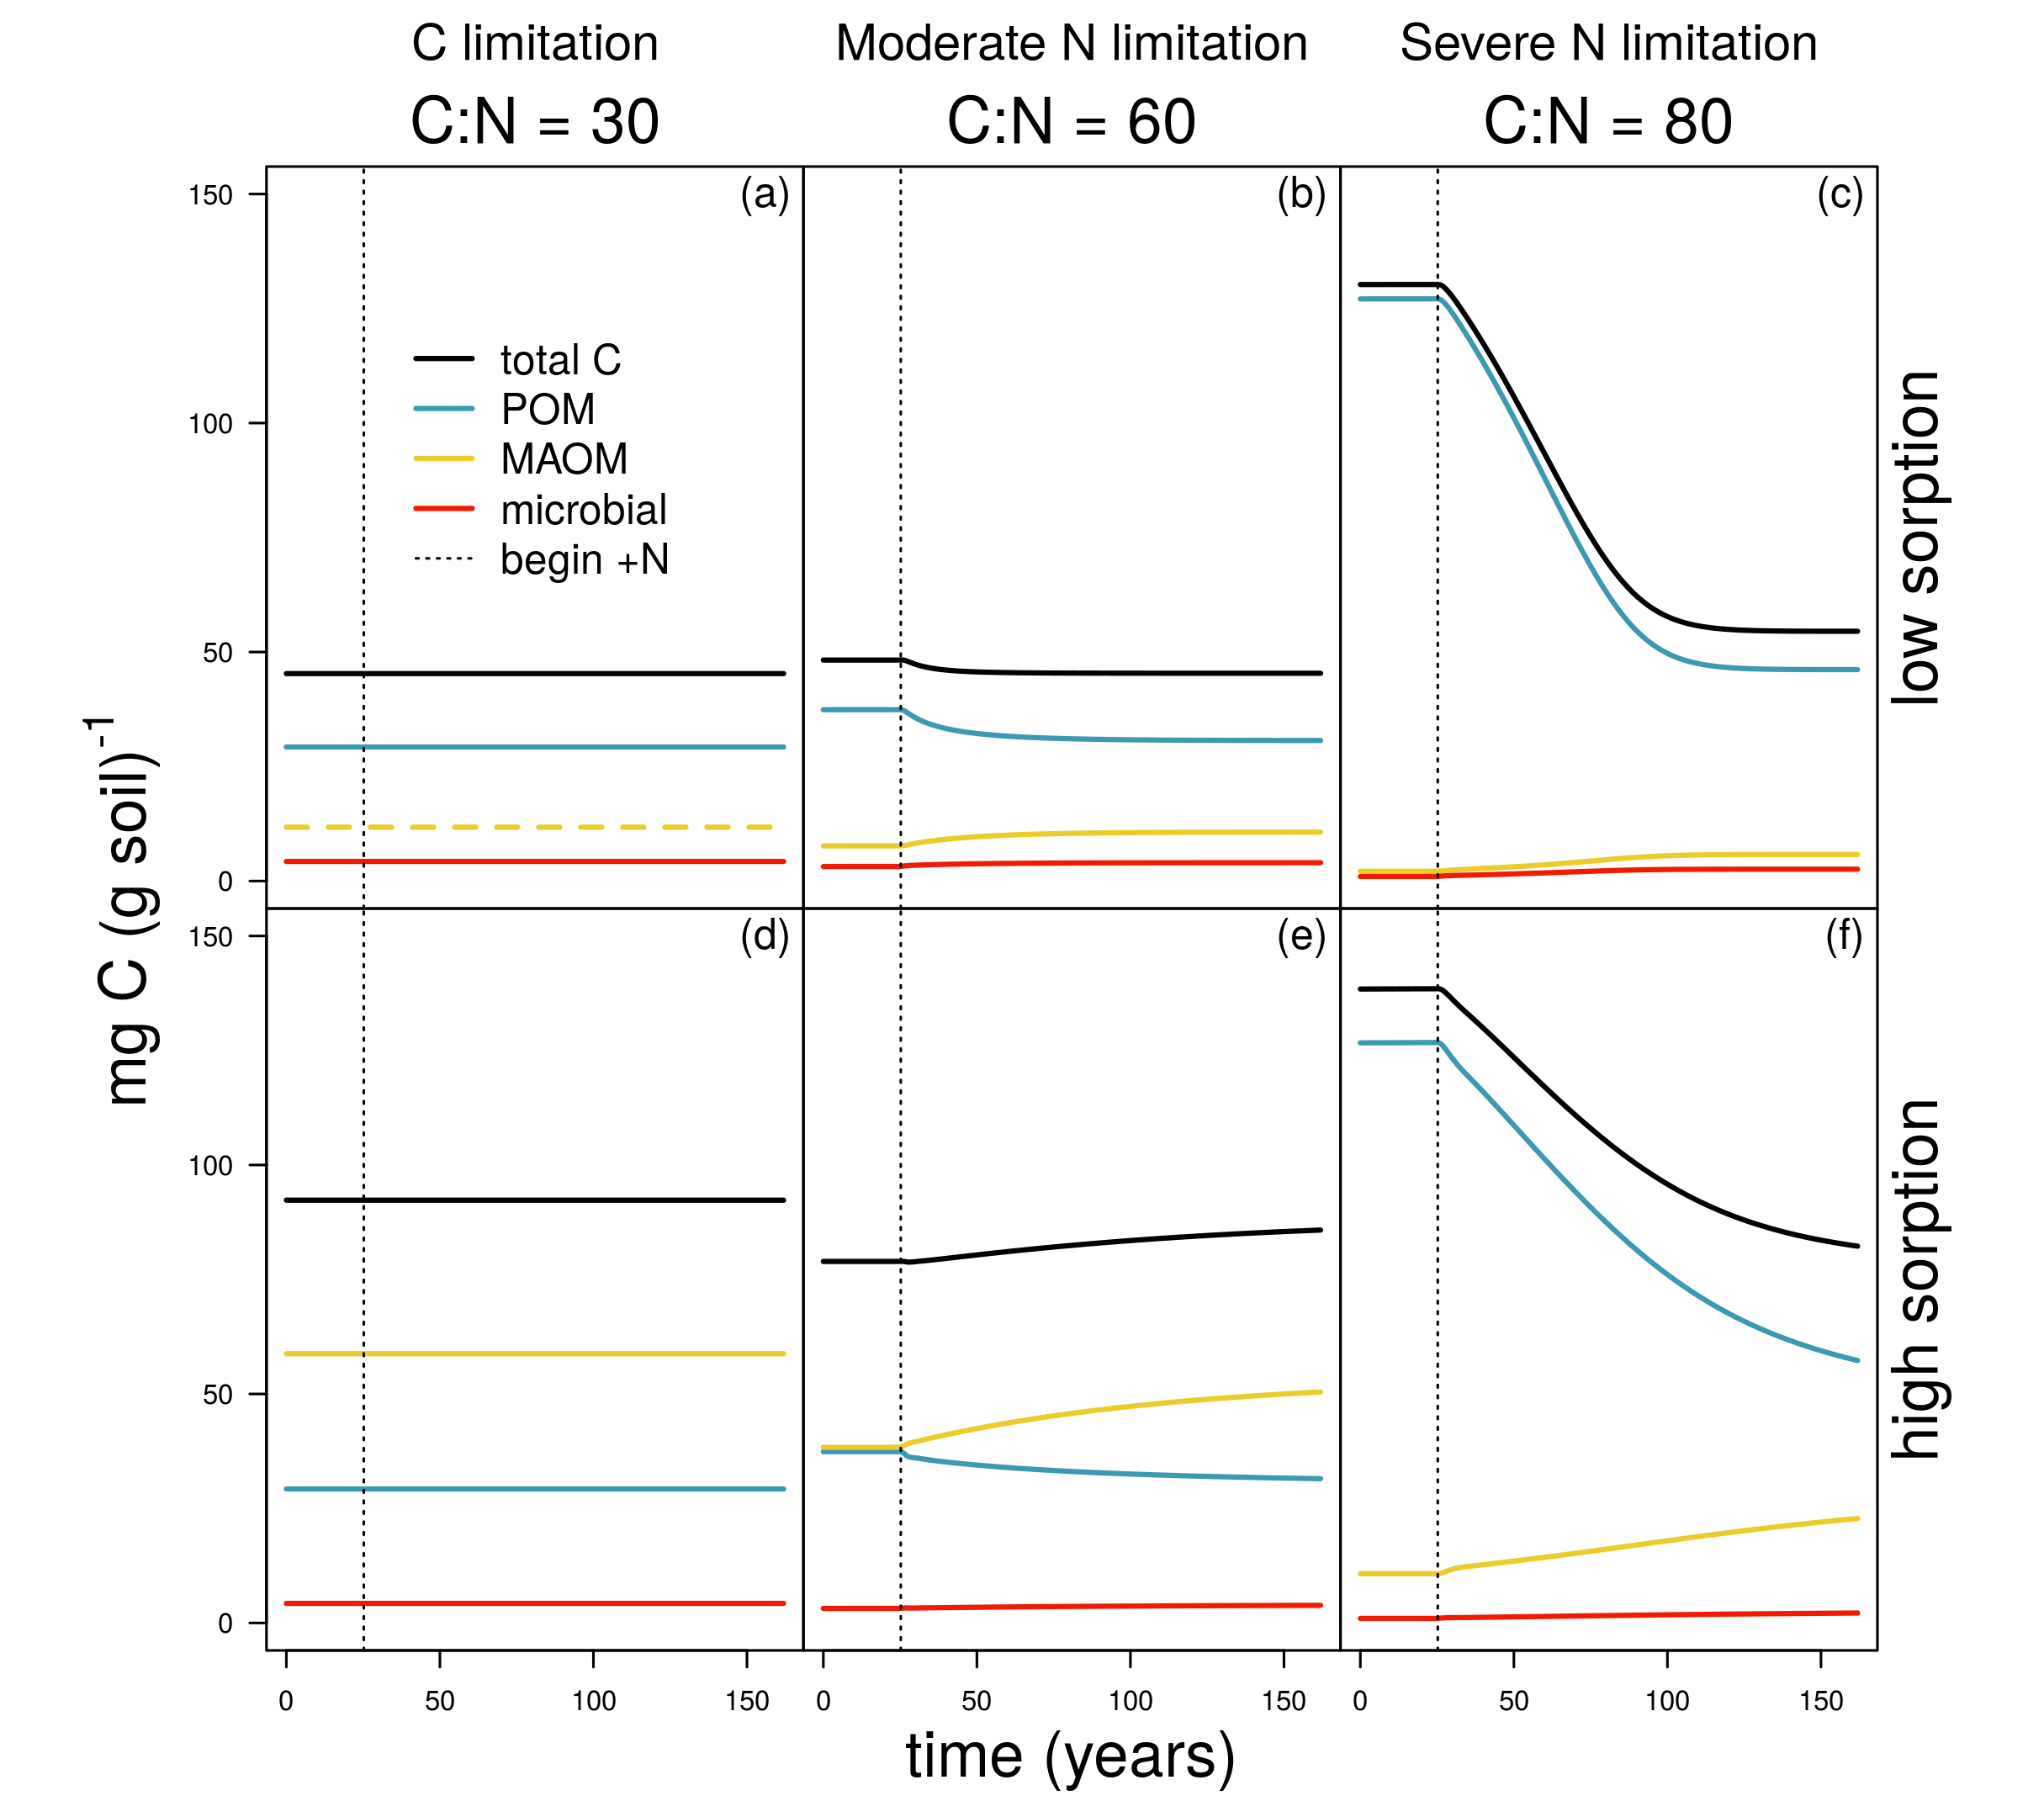 C limitation
Moderate N limitation
Severe N limitation
C:N = 30
C:N = 60
C:N = 80
(a)
(b)
(c)
150
100
50
0
total C
POM
MAOM
microbial
begin +N
low sorption
mg C (g soil)-1
(d)
(e)
(f)
150
100
50
0
high sorption
0 50 100 150
0 50 100 150
0 50 100 150
time (years)